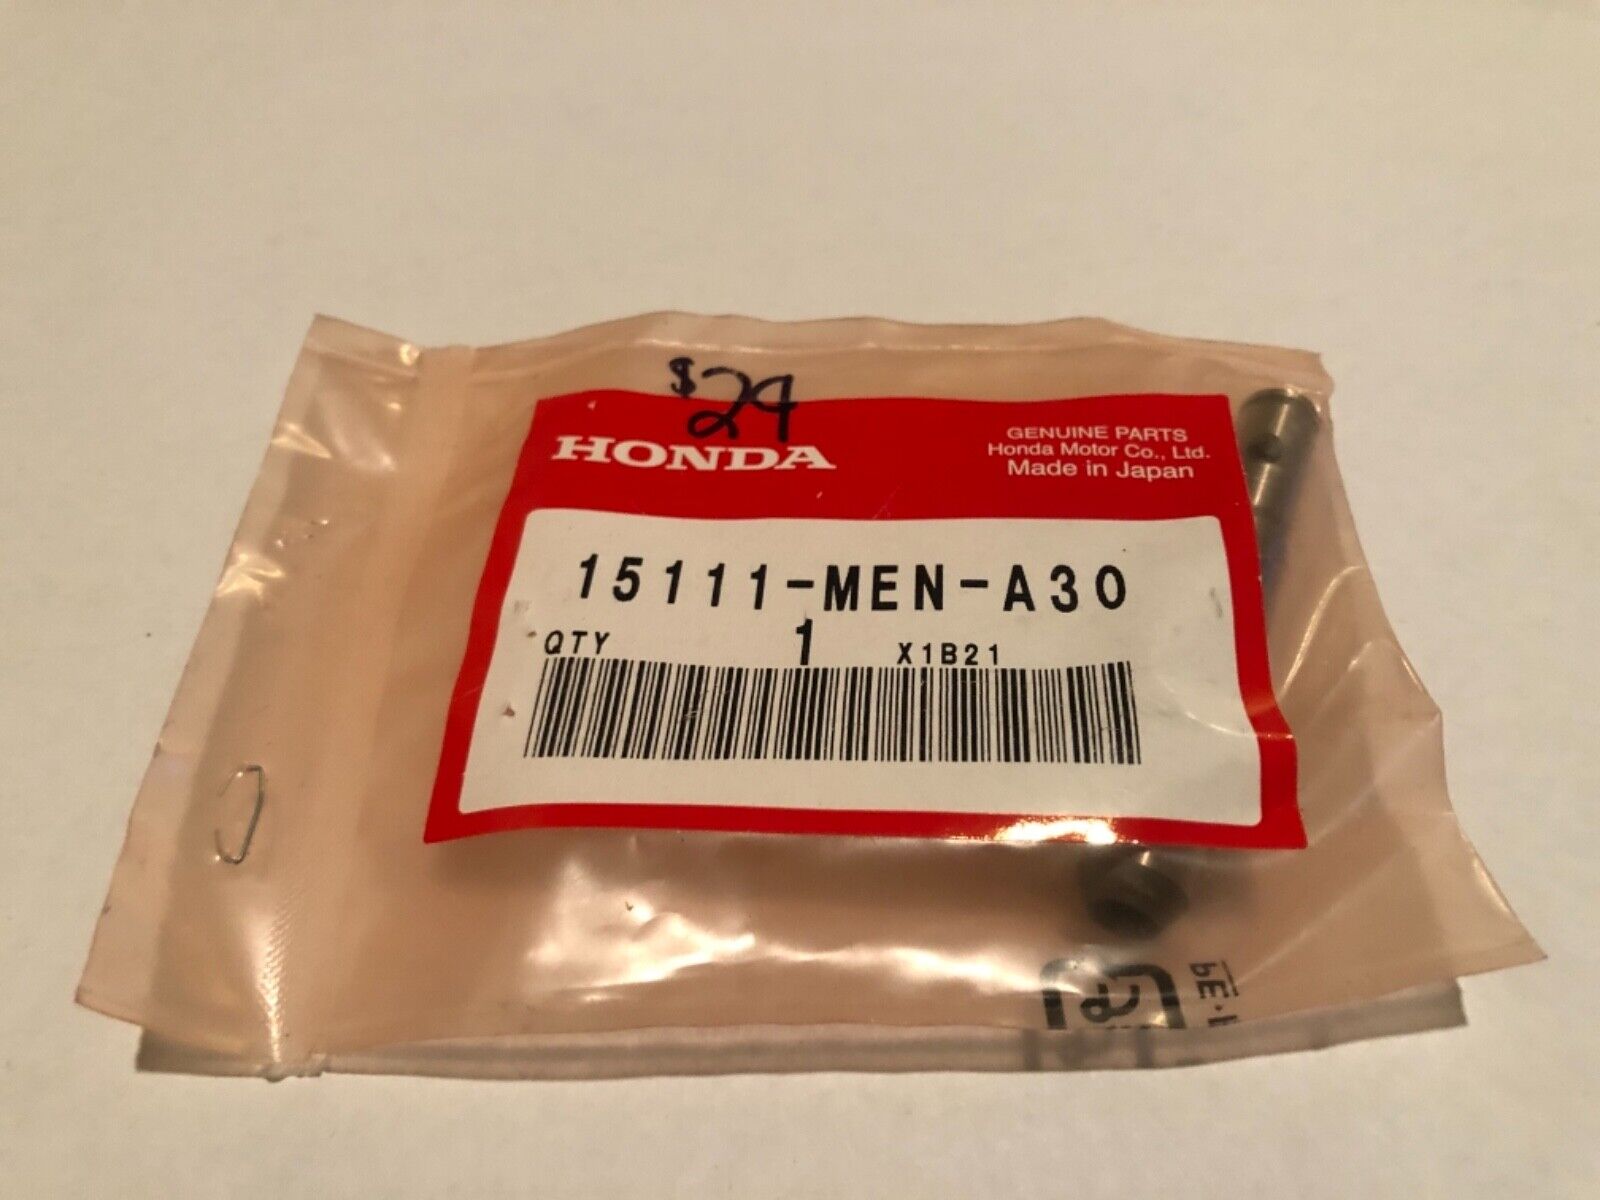 $24
HONDA
GENUINE PARTS
Honda Motor Co., Ltd.
Made in Japan
15111-MEN-A30
QTY 1 X1B21